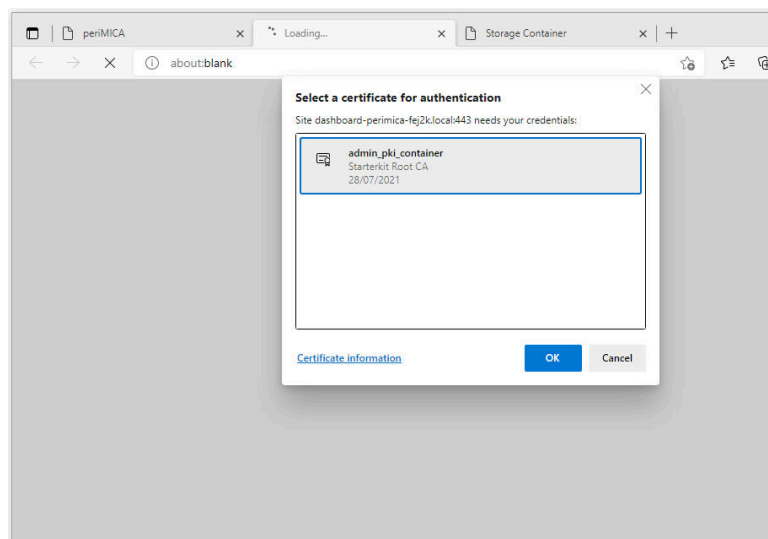 periMICA
Loading...
Storage Container
about:blank
Select a certificate for authentication
Site dashboard-perimica-fej2k.local:443 needs your credentials:
admin_pki_container
Starterkit Root CA
28/07/2021
Certificate information
OK
Cancel